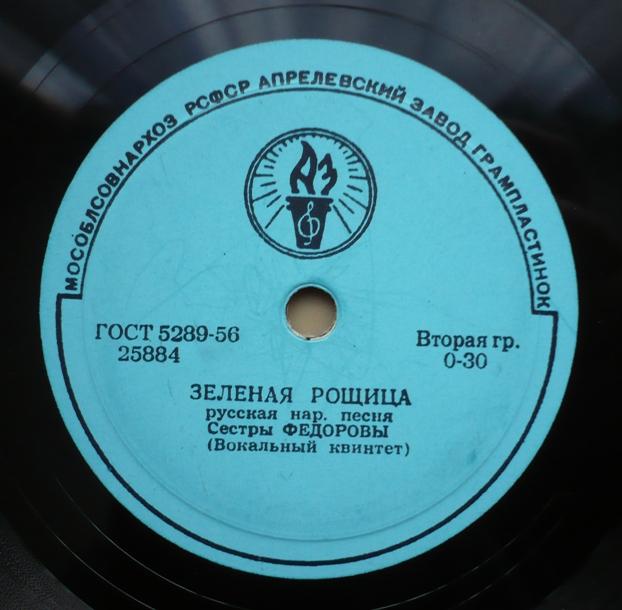 МОСОБЛСОВНАРХОЗ РСФСР АПРЕЛЕВСКИЙ ЗАВОД ГРАМПЛАСТИНОК
АЗ
ГОСТ 5289-56
25884
Вторая гр.
0-30
ЗЕЛЕНАЯ РОЩИЦА
русская нар. песня
Сестры ФЕДОРОВЫ
(Вокальный квинтет)